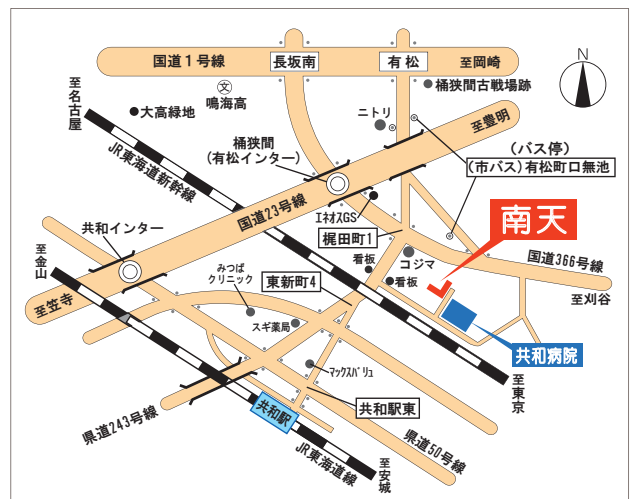 国道1号線
長坂南
有松
至岡崎
N
至名古屋
文
鳴海高
大高緑地
ニトリ
桶狭間古戦場跡
至豊明
桶狭間
(有松インター)
(バス停)
(市バス)有松町口無池
JR東海道新幹線
国道23号線
エネオスGS
梶田町1
南天
共和インター
至金山
みつば
クリニック
東新町4
看板
コジマ
看板
国道366号線
至刈谷
至笠寺
スギ薬局
共和病院
マックスバリュ
至東京
県道243号線
共和駅
共和駅東
県道50号線
JR東海道線
至安城